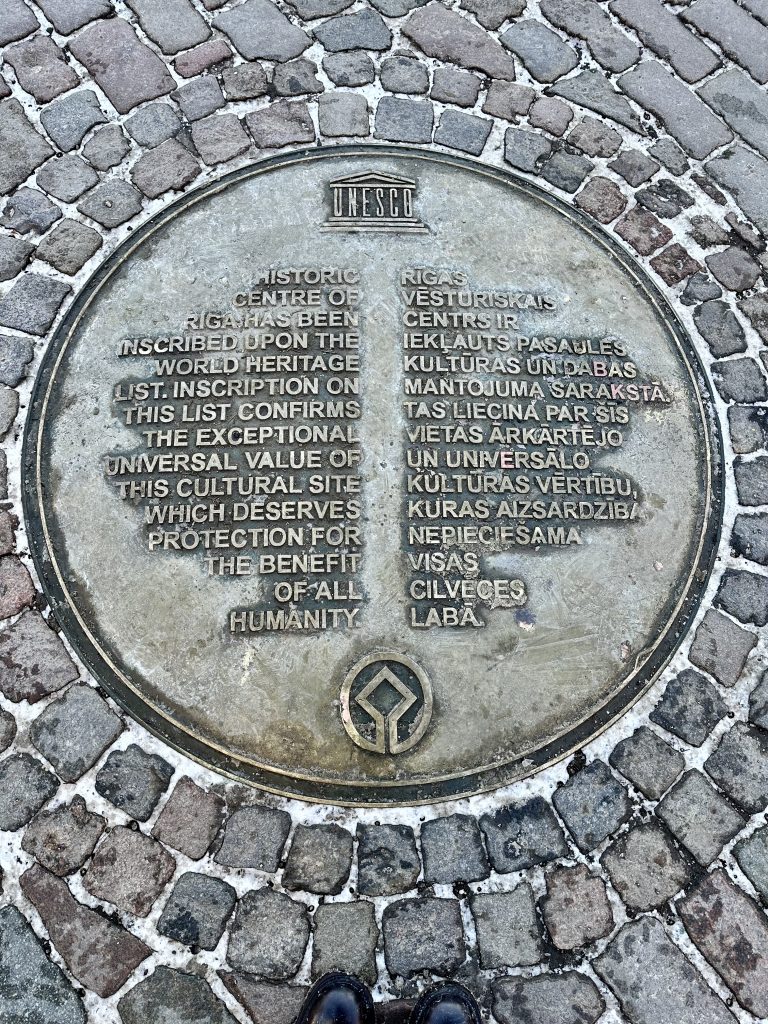 UNESCO
HISTORIC
CENTRE OF
RIGA HAS BEEN
INSCRIBED UPON THE
WORLD HERITAGE
LIST. INSCRIPTION ON
THIS LIST CONFIRMS
THE EXCEPTIONAL
UNIVERSAL VALUE OF
THIS CULTURAL SITE
WHICH DESERVES
PROTECTION FOR
THE BENEFIT
OF ALL
HUMANITY
RĪGAS
VĒSTURISKAIS
CENTRS IR
IEKĻAUTS PASAULES
KULTŪRAS UN DABAS
MANTOJUMA SARAKSTĀ.
TAS LIECINA PAR ŠĪS
VIETAS ĀRKĀRTĒJO
UN UNIVERSĀLO
KULTŪRAS VĒRTĪBU,
KURAS AIZSARDZĪBA
NEPIECIEŠAMA
VISAS
CILVĒCES
LABĀ.